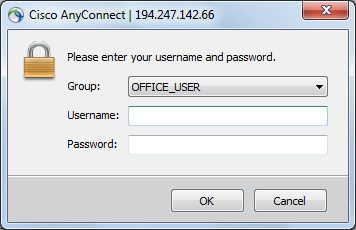 Cisco AnyConnect | 194.247.142.66
Please enter your username and password.
Group: OFFICE_USER
Username:
Password:
OK Cancel